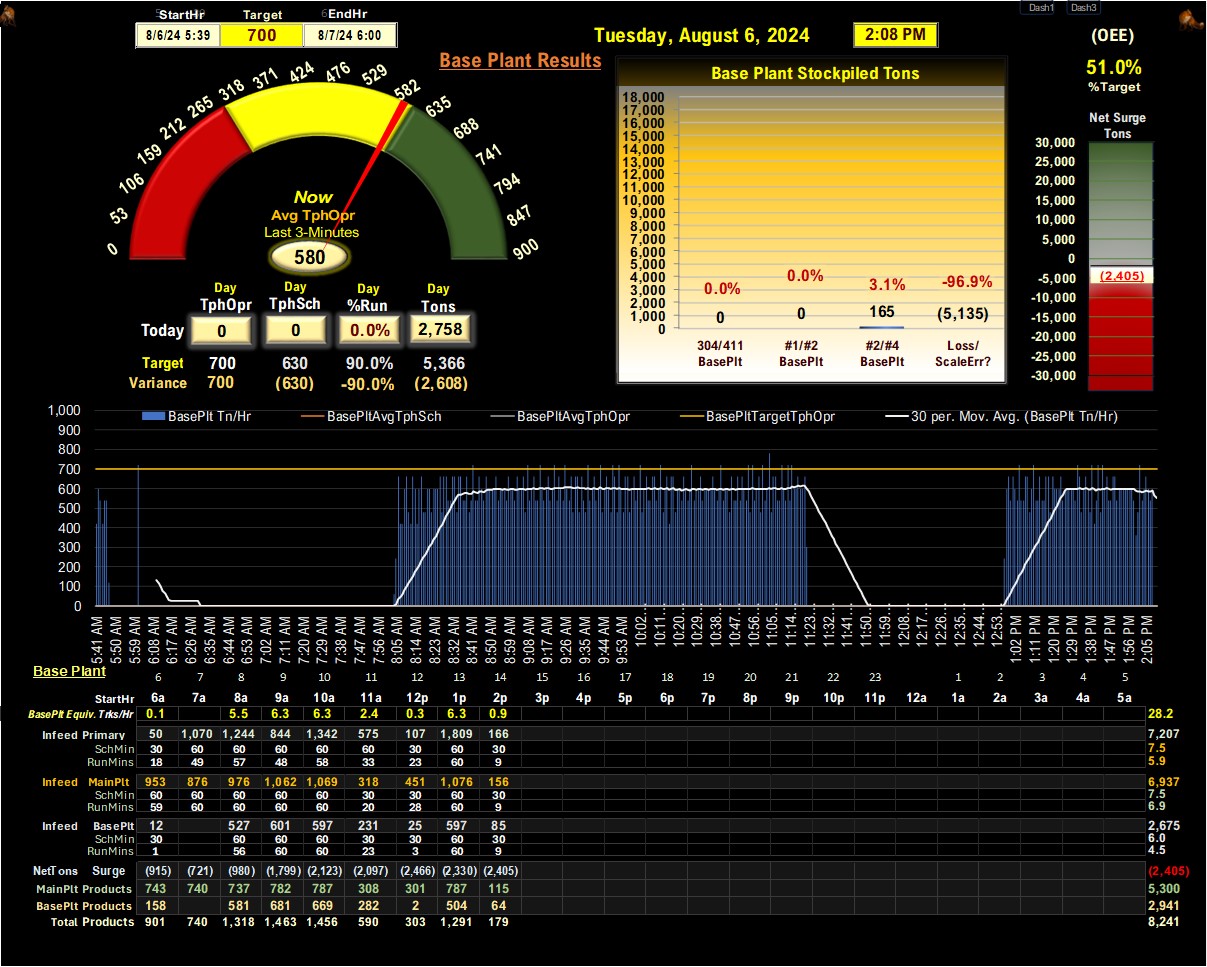 Dash1 Dash3
StartHr Target EndHr
8/6/24 5:39 700 8/7/24 6:00
Tuesday, August 6, 2024 2:08 PM
(OEE)
51.0%
%Target
Base Plant Results
0 53 106 159 212 265 318 371 424 476 529 582 635 688 741 794 847 900
Now
Avg TphOpr
Last 3-Minutes
580
Day Day Day Day
TphOpr TphSch %Run Tons
Today 0 0 0.0% 2,758
Target 700 630 90.0% 5,366
Variance 700 (630) -90.0% (2,608)
Base Plant Stockpiled Tons
18,000
17,000
16,000
15,000
14,000
13,000
12,000
11,000
10,000
9,000
8,000
7,000
6,000
5,000
4,000
3,000
2,000
1,000
0
0.0% 0.0% 3.1% -96.9%
0 0 165 (5,135)
304/411 #1/#2 #2/#4 Loss/
BasePlt BasePlt BasePlt ScaleErr?
Net Surge
Tons
30,000
25,000
20,000
15,000
10,000
5,000
0
-5,000
-10,000
-15,000
-20,000
-25,000
-30,000
(2,405)
BasePlt Tn/Hr BasePltAvgTphSch BasePltAvgTphOpr BasePltTargetTphOpr 30 per. Mov. Avg. (BasePlt Tn/Hr)
1,000
900
800
700
600
500
400
300
200
100
0
5:41 AM 5:50 AM 5:59 AM 6:08 AM 6:17 AM 6:26 AM 6:35 AM 6:44 AM 6:53 AM 7:02 AM 7:11 AM 7:20 AM 7:29 AM 7:38 AM 7:47 AM 7:56 AM 8:05 AM 8:14 AM 8:23 AM 8:32 AM 8:41 AM 8:50 AM 8:59 AM 9:08 AM 9:17 AM 9:26 AM 9:35 AM 9:44 AM 9:53 AM 10:02... 10:11... 10:20... 10:29... 10:38... 10:47... 10:56... 11:05... 11:14... 11:23... 11:32... 11:41... 11:50... 11:59... 12:08... 12:17... 12:26... 12:35... 12:44... 12:53... 1:02 PM 1:11 PM 1:20 PM 1:29 PM 1:38 PM 1:47 PM 1:56 PM 2:05 PM
Base Plant
6 7 8 9 10 11 12 13 14 15 16 17 18 19 20 21 22 23 1 2 3 4 5
StartHr 6a 7a 8a 9a 10a 11a 12p 1p 2p 3p 4p 5p 6p 7p 8p 9p 10p 11p 12a 1a 2a 3a 4a 5a
BasePlt Equiv. Trks/Hr 0.1 5.5 6.3 6.3 2.4 0.3 6.3 0.9 28.2
Infeed Primary 50 1,070 1,244 844 1,342 575 107 1,809 166 7,207
SchMin 30 60 60 60 60 60 30 60 30 7.5
RunMins 18 49 57 48 58 33 23 60 9 5.9
Infeed MainPlt 953 876 976 1,062 1,069 318 451 1,076 156 6,937
SchMin 60 60 60 60 60 30 30 60 30 7.5
RunMins 59 60 60 60 60 20 28 60 9 6.9
Infeed BasePlt 12 527 601 597 231 25 597 85 2,675
SchMin 30 60 60 60 30 30 60 30 6.0
RunMins 1 56 60 60 23 3 60 9 4.5
NetTons Surge (915) (721) (980) (1,799) (2,123) (2,097) (2,466) (2,330) (2,405) (2,405)
MainPlt Products 743 740 737 782 787 308 301 787 115 5,300
BasePlt Products 158 581 681 669 282 2 504 64 2,941
Total Products 901 740 1,318 1,463 1,456 590 303 1,291 179 8,241